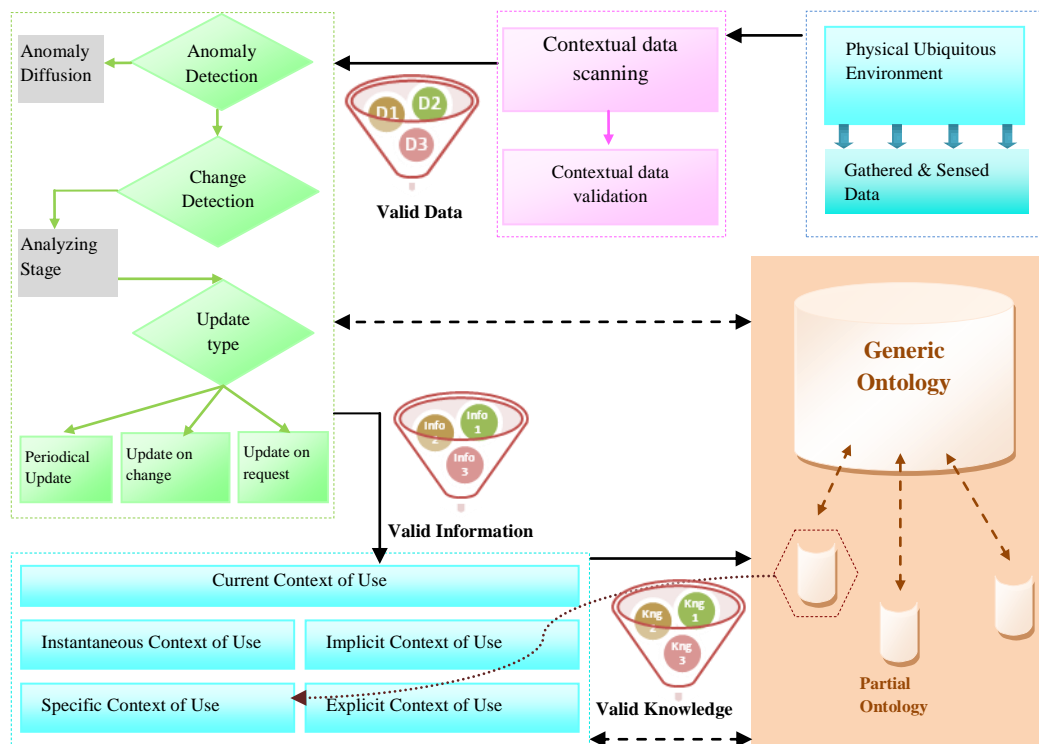 Anomaly
Diffusion
Anomaly
Detection
Contextual data
scanning
Physical Ubiquitous
Environment
D1
D2
D3
Valid Data
Change
Detection
Contextual data
validation
Gathered & Sensed
Data
Analyzing
Stage
Update
type
Periodical
Update
Update on
change
Update on
request
Info
2
Info
1
Info
3
Valid Information
Generic
Ontology
Current Context of Use
Instantaneous Context of Use
Implicit Context of Use
Specific Context of Use
Explicit Context of Use
Kng
2
Kng
1
Kng
3
Valid Knowledge
Partial
Ontology